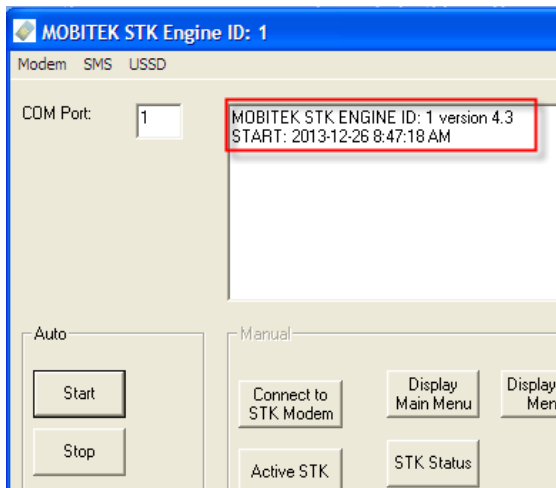 MOBITEK STK Engine ID: 1
Modem SMS USSD
COM Port: 1
MOBITEK STK ENGINE ID: 1 version 4.3
START: 2013-12-26 8:47:18 AM
Auto
Manual
Start
Connect to
STK Modem
Display
Main Menu
Display
Men
Stop
Active STK
STK Status